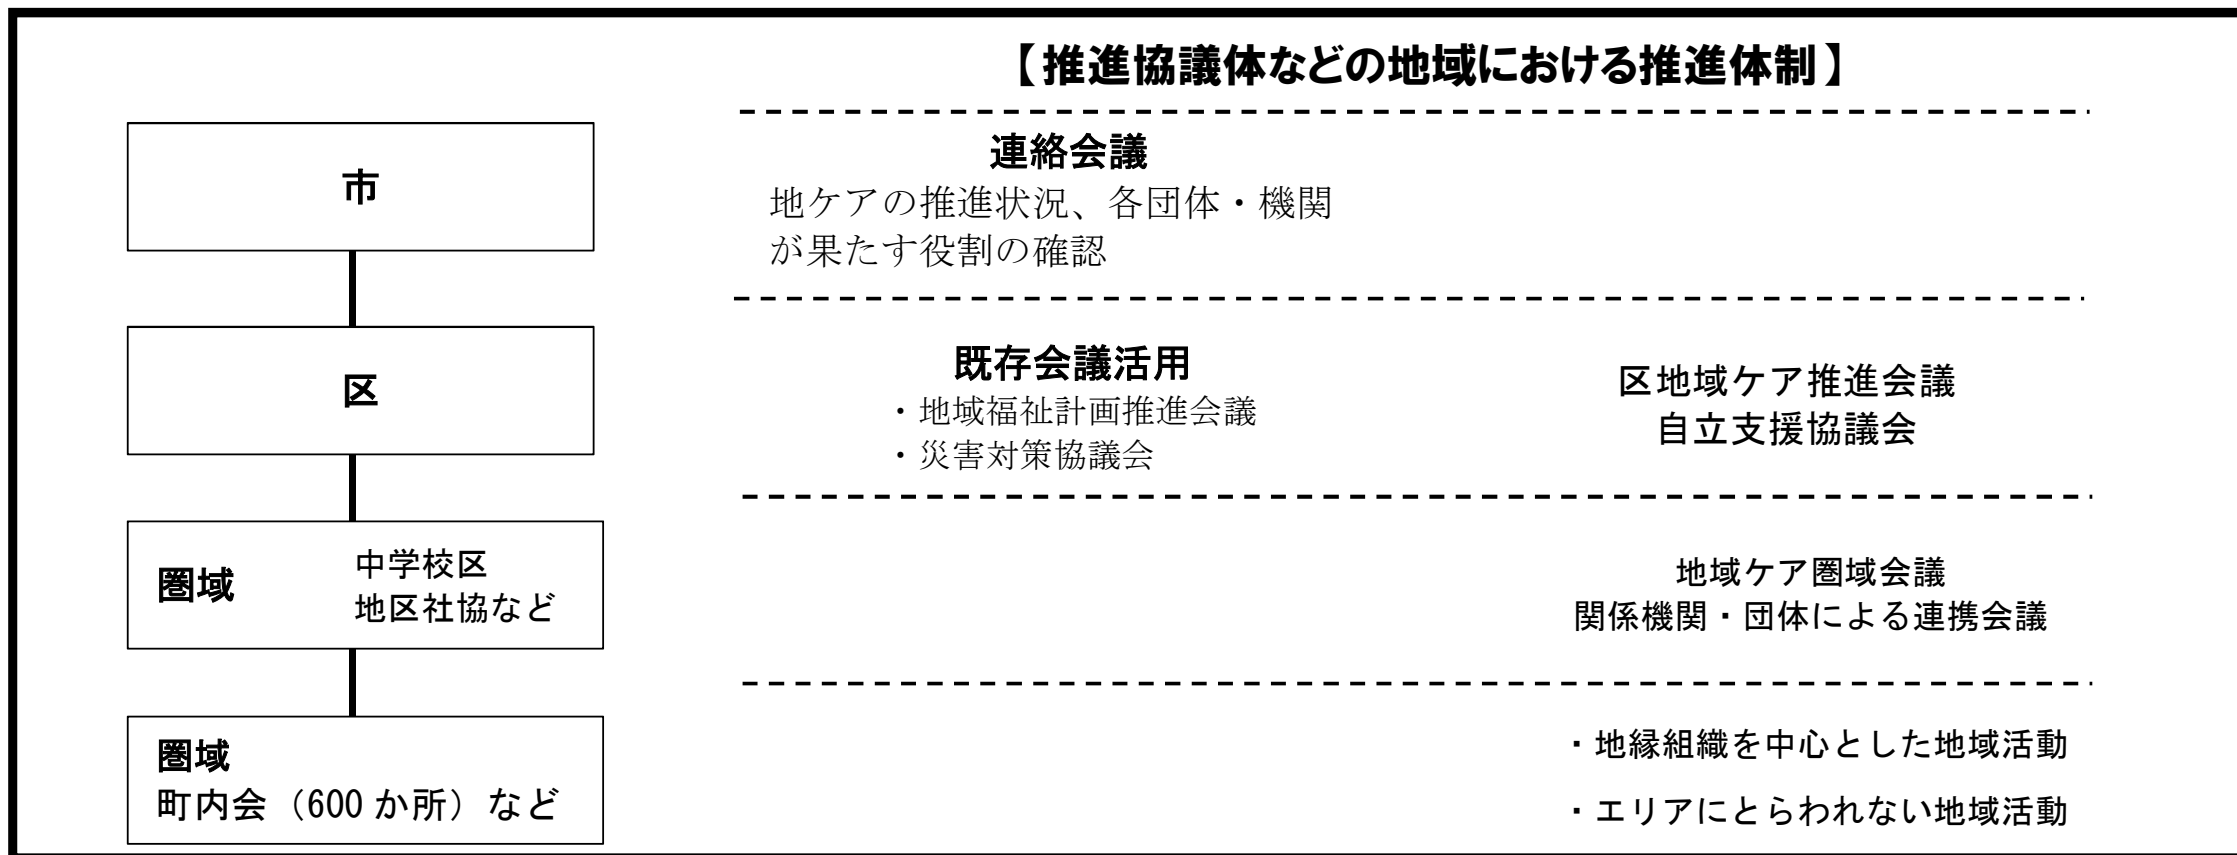 【推進協議体などの地域における推進体制】
市
連絡会議
地ケアの推進状況、各団体・機関
が果たす役割の確認
区
既存会議活用
・地域福祉計画推進会議
・災害対策協議会
区地域ケア推進会議
自立支援協議会
圏域
中学校区
地区社協など
地域ケア圏域会議
関係機関・団体による連携会議
圏域
町内会（600 か所）など
・地縁組織を中心とした地域活動
・エリアにとらわれない地域活動